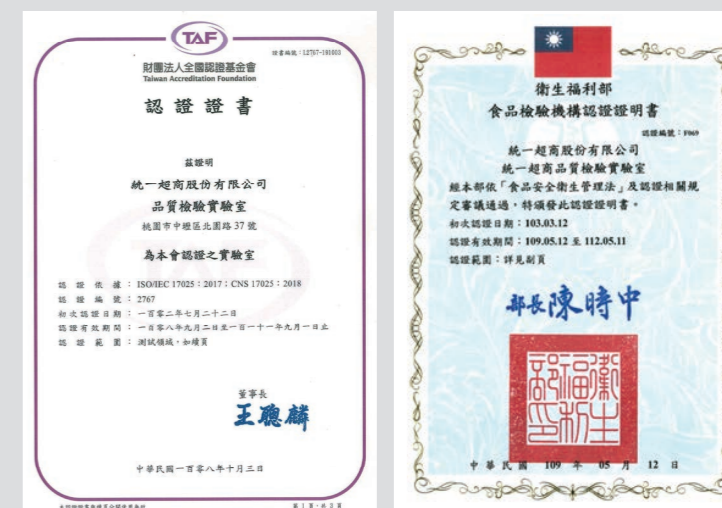 TAF
證書編號：L2767-191003
財團法人全國認證基金會
Taiwan Accreditation Foundation
認 證 證 書
茲證明
統一超商股份有限公司
品質檢驗實驗室
桃園市中壢區北園路 37 號
為本會認證之實驗室
認 證 依 據 ： ISO/IEC 17025：2017；CNS 17025：2018
認 證 編 號 ： 2767
初次認證日期 ： 一百零二年七月二十二日
認證有效期間 ： 一百零八年九月二日至一百一十一年九月一日止
認 證 範 圍 ： 測試領域，如續頁
董事長
王聰麟
中華民國一百零八年十月三日
第 1 頁，共 3 頁
衛生福利部
食品檢驗機構認證證明書
認證編號：F069
統一超商股份有限公司
統一超商品質檢驗實驗室
經本部依「食品安全衛生管理法」及認證相關規
定審議通過，特頒發此認證證明書。
初次認證日期：103.03.12
認證有效期間：109.05.12 至 112.05.11
認證範圍：詳見副頁
部長陳時中
衛生福利部印
中 華 民 國 109 年 05 月 12 日